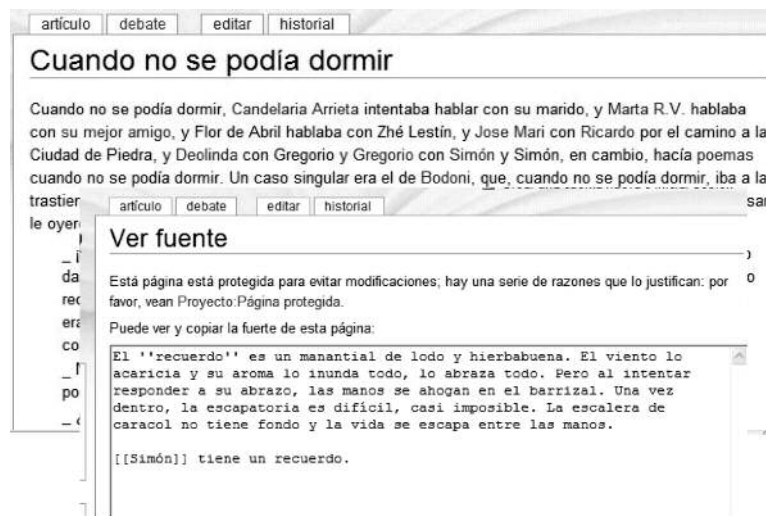 artículo debate editar historial
Cuando no se podía dormir
Cuando no se podía dormir, Candelaria Arrieta intentaba hablar con su marido, y Marta R.V. hablaba
con su mejor amigo, y Flor de Abril hablaba con Zhé Lestín, y Jose Mari con Ricardo por el camino a la
Ciudad de Piedra, y Deolinda con Gregorio y Gregorio con Simón y Simón, en cambio, hacía poemas
cuando no se podía dormir. Un caso singular era el de Bodoni, que, cuando no se podía dormir, iba a la
trastier
le oyero
da
rec
era
co
po
artículo debate editar historial
Ver fuente
Está página está protegida para evitar modificaciones; hay una serie de razones que lo justifican: por
favor, vean Proyecto:Página protegida.
Puede ver y copiar la fuerte de esta página:
El ''recuerdo'' es un manantial de lodo y hierbabuena. El viento lo
acaricia y su aroma lo inunda todo, lo abraza todo. Pero al intentar
responder a su abrazo, las manos se ahogan en el barrizal. Una vez
dentro, la escapatoria es difícil, casi imposible. La escalera de
caracol no tiene fondo y la vida se escapa entre las manos.
[[Simón]] tiene un recuerdo.